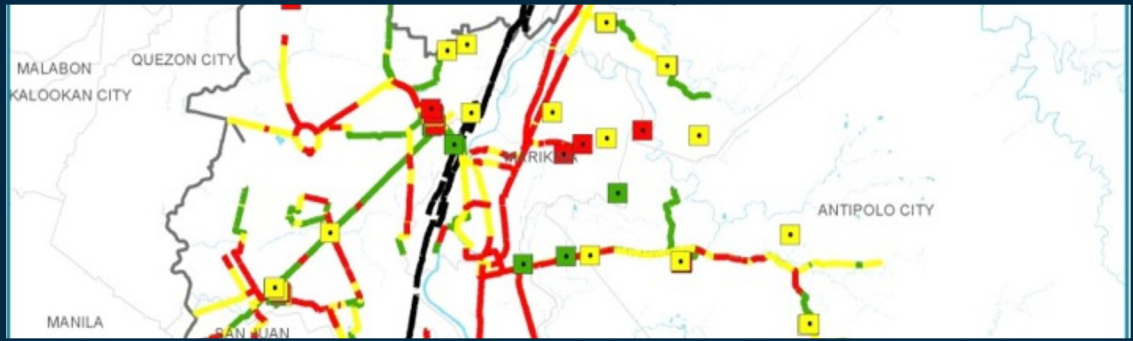 QUEZON CITY
MALABON
KALOOKAN CITY
ANTIPOLO CITY
MANILA
SAN JUAN